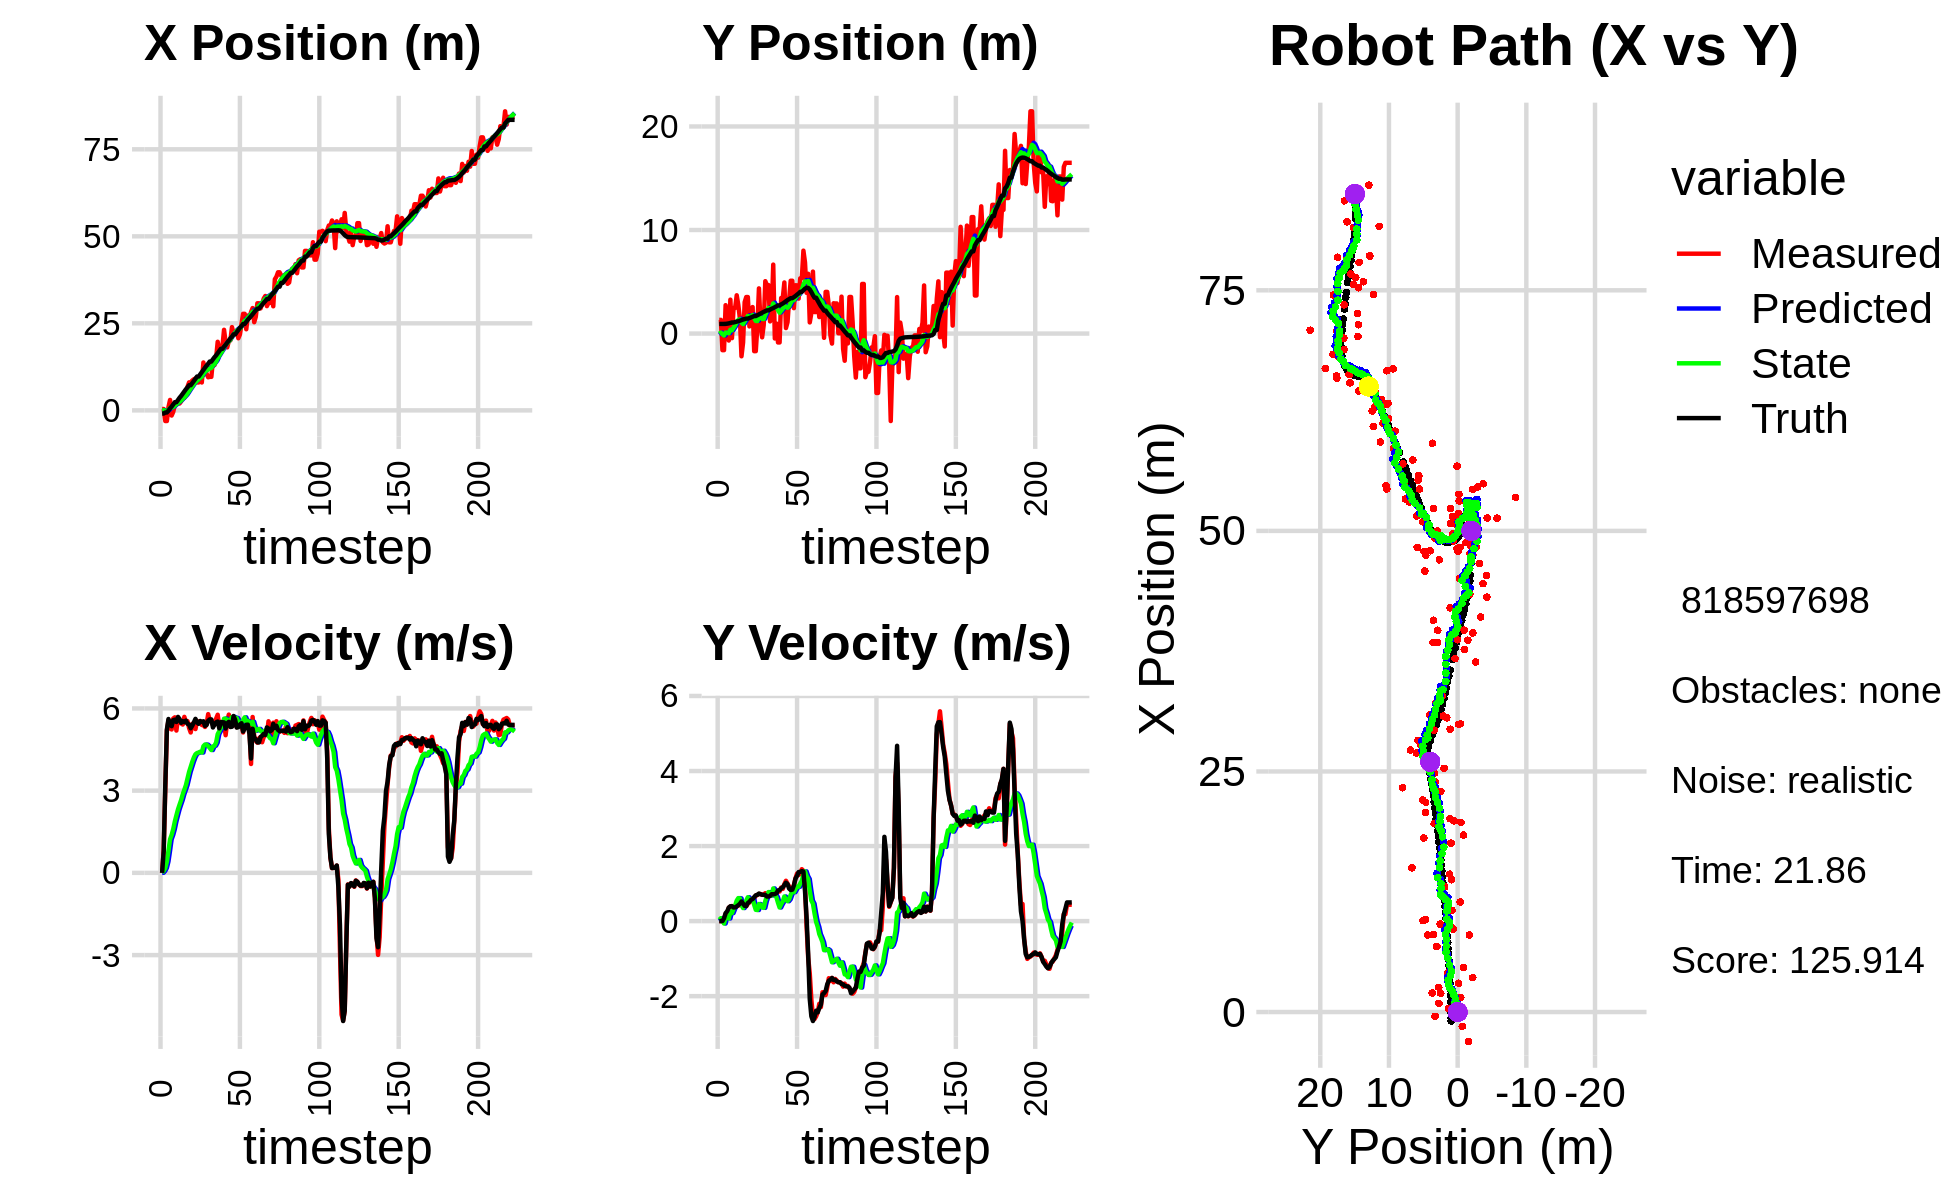 X Position (m)
75
50
25
0
0
50
100
150
200
timestep
Y Position (m)
20
10
0
0
50
100
150
200
timestep
X Velocity (m/s)
6
3
0
-3
0
50
100
150
200
timestep
Y Velocity (m/s)
6
4
2
0
-2
0
50
100
150
200
timestep
Robot Path (X vs Y)
X Position (m)
75
50
25
0
20 10 0 -10 -20
Y Position (m)
variable
Measured
Predicted
State
Truth
818597698
Obstacles: none
Noise: realistic
Time: 21.86
Score: 125.914